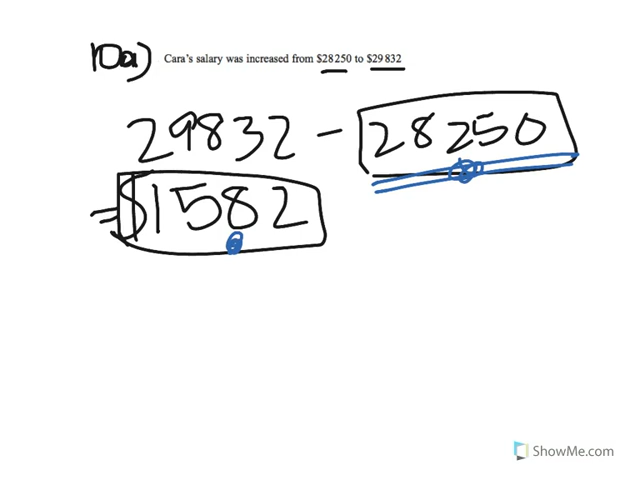 10a) Cara's salary was increased from $28250 to $29832
29832 - 28250
= $1582
ShowMe.com